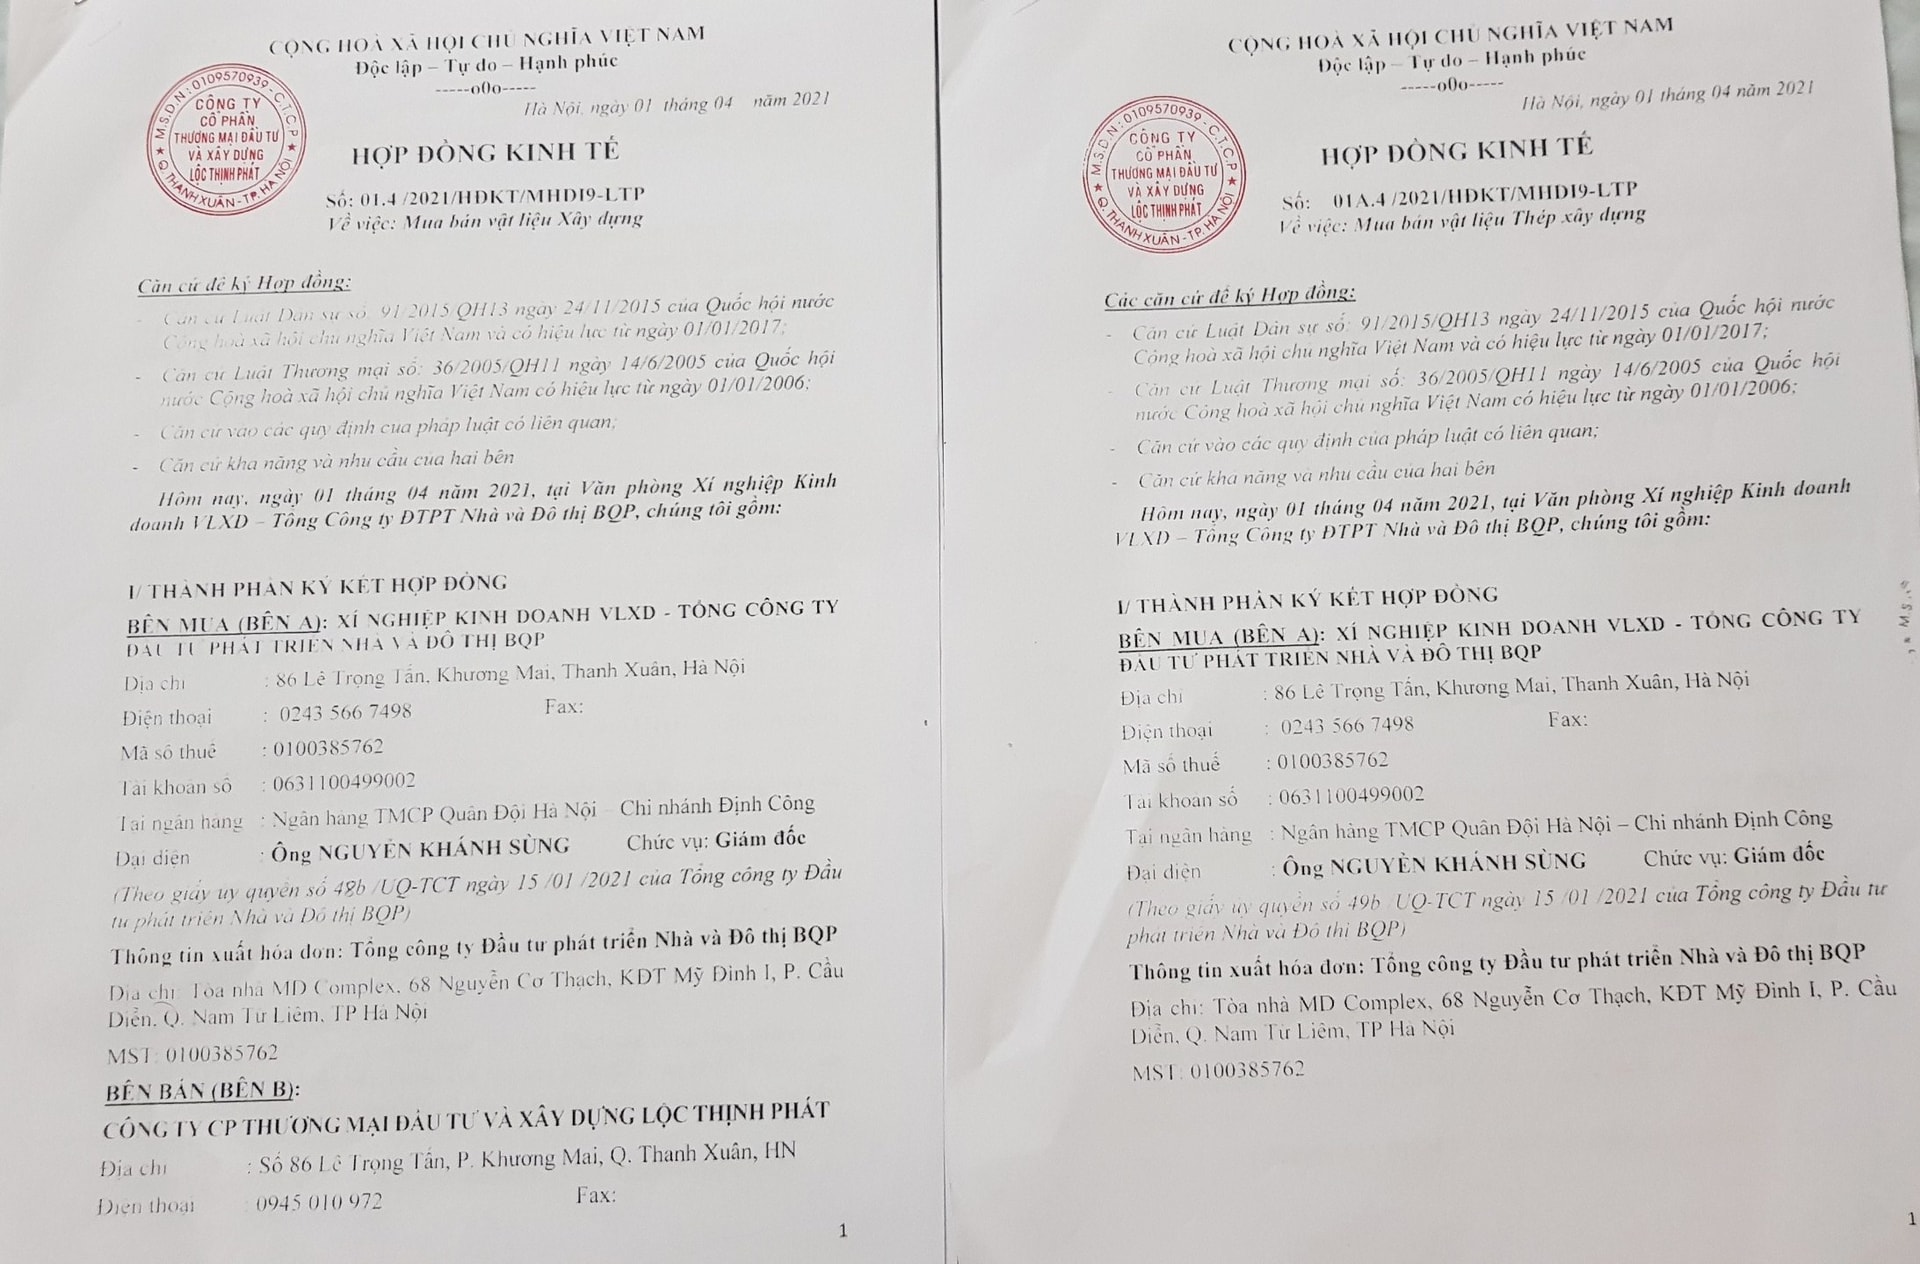 CỘNG HOÀ XÃ HỘI CHỦ NGHĨA VIỆT NAM
Độc lập – Tự do – Hạnh phúc
-----o0o-----
Hà Nội, ngày 01 tháng 04 năm 2021
M.S.D.N: 0109570939 - C.T.C.P
CÔNG TY
CỔ PHẦN
THƯƠNG MẠI ĐẦU TƯ
VÀ XÂY DỰNG
LỘC THỊNH PHÁT
Q. THANH XUÂN - TP. HÀ NỘI
HỢP ĐỒNG KINH TẾ
Số: 01.4 /2021/HĐKT/MHDI9-LTP
Về việc: Mua bán vật liệu Xây dựng
Căn cứ để ký Hợp đồng:
- Căn cứ Luật Dân sự số: 91/2015/QH13 ngày 24/11/2015 của Quốc hội nước
Cộng hoà xã hội chủ nghĩa Việt Nam và có hiệu lực từ ngày 01/01/2017;
- Căn cứ Luật Thương mại số: 36/2005/QH11 ngày 14/6/2005 của Quốc hội
nước Cộng hoà xã hội chủ nghĩa Việt Nam có hiệu lực từ ngày 01/01/2006;
- Căn cứ vào các quy định của pháp luật có liên quan;
- Căn cứ khả năng và nhu cầu của hai bên
Hôm nay, ngày 01 tháng 04 năm 2021, tại Văn phòng Xí nghiệp Kinh
doanh VLXD – Tổng Công ty ĐTPT Nhà và Đô thị BQP, chúng tôi gồm:
I/ THÀNH PHẦN KÝ KẾT HỢP ĐỒNG
BÊN MUA (BÊN A): XÍ NGHIỆP KINH DOANH VLXD - TỔNG CÔNG TY
ĐẦU TƯ PHÁT TRIỂN NHÀ VÀ ĐÔ THỊ BQP
Địa chỉ : 86 Lê Trọng Tấn, Khương Mai, Thanh Xuân, Hà Nội
Điện thoại : 0243 566 7498 Fax:
Mã số thuế : 0100385762
Tài khoản số : 0631100499002
Tại ngân hàng : Ngân hàng TMCP Quân Đội Hà Nội – Chi nhánh Định Công
Đại diện : Ông NGUYỄN KHÁNH SÙNG Chức vụ: Giám đốc
(Theo giấy ủy quyền số 48b /UQ-TCT ngày 15 /01 /2021 của Tổng công ty Đầu
tư phát triển Nhà và Đô thị BQP)
Thông tin xuất hóa đơn: Tổng công ty Đầu tư phát triển Nhà và Đô thị BQP
Địa chỉ: Tòa nhà MD Complex, 68 Nguyễn Cơ Thạch, KĐT Mỹ Đình I, P. Cầu
Diễn, Q. Nam Từ Liêm, TP Hà Nội
MST: 0100385762
BÊN BÁN (BÊN B):
CÔNG TY CP THƯƠNG MẠI ĐẦU TƯ VÀ XÂY DỰNG LỘC THỊNH PHÁT
Địa chỉ : Số 86 Lê Trọng Tấn, P. Khương Mai, Q. Thanh Xuân, HN
Điện thoại : 0945 010 972 Fax:
1
CỘNG HOÀ XÃ HỘI CHỦ NGHĨA VIỆT NAM
Độc lập – Tự do – Hạnh phúc
-----o0o-----
Hà Nội, ngày 01 tháng 04 năm 2021
M.S.D.N: 0109570939 - C.T.C.P
CÔNG TY
CỔ PHẦN
THƯƠNG MẠI ĐẦU TƯ
VÀ XÂY DỰNG
LỘC THỊNH PHÁT
Q. THANH XUÂN - TP. HÀ NỘI
HỢP ĐỒNG KINH TẾ
Số: 01A.4 /2021/HĐKT/MHDI9-LTP
Về việc: Mua bán vật liệu Thép xây dựng
Các căn cứ để ký Hợp đồng:
- Căn cứ Luật Dân sự số: 91/2015/QH13 ngày 24/11/2015 của Quốc hội nước
Cộng hoà xã hội chủ nghĩa Việt Nam và có hiệu lực từ ngày 01/01/2017;
- Căn cứ Luật Thương mại số: 36/2005/QH11 ngày 14/6/2005 của Quốc hội
nước Cộng hoà xã hội chủ nghĩa Việt Nam có hiệu lực từ ngày 01/01/2006;
- Căn cứ vào các quy định của pháp luật có liên quan;
- Căn cứ khả năng và nhu cầu của hai bên
Hôm nay, ngày 01 tháng 04 năm 2021, tại Văn phòng Xí nghiệp Kinh doanh
VLXD – Tổng Công ty ĐTPT Nhà và Đô thị BQP, chúng tôi gồm:
I/ THÀNH PHẦN KÝ KẾT HỢP ĐỒNG
BÊN MUA (BÊN A): XÍ NGHIỆP KINH DOANH VLXD - TỔNG CÔNG TY
ĐẦU TƯ PHÁT TRIỂN NHÀ VÀ ĐÔ THỊ BQP
Địa chỉ : 86 Lê Trọng Tấn, Khương Mai, Thanh Xuân, Hà Nội
Điện thoại : 0243 566 7498 Fax:
Mã số thuế : 0100385762
Tài khoản số : 0631100499002
Tại ngân hàng : Ngân hàng TMCP Quân Đội Hà Nội – Chi nhánh Định Công
Đại diện : Ông NGUYỄN KHÁNH SÙNG Chức vụ: Giám đốc
(Theo giấy ủy quyền số 49b /UQ-TCT ngày 15 /01 /2021 của Tổng công ty Đầu tư
phát triển Nhà và Đô thị BQP)
Thông tin xuất hóa đơn: Tổng công ty Đầu tư phát triển Nhà và Đô thị BQP
Địa chỉ: Tòa nhà MD Complex, 68 Nguyễn Cơ Thạch, KĐT Mỹ Đình I, P. Cầu
Diễn, Q. Nam Từ Liêm, TP Hà Nội
MST: 0100385762
1